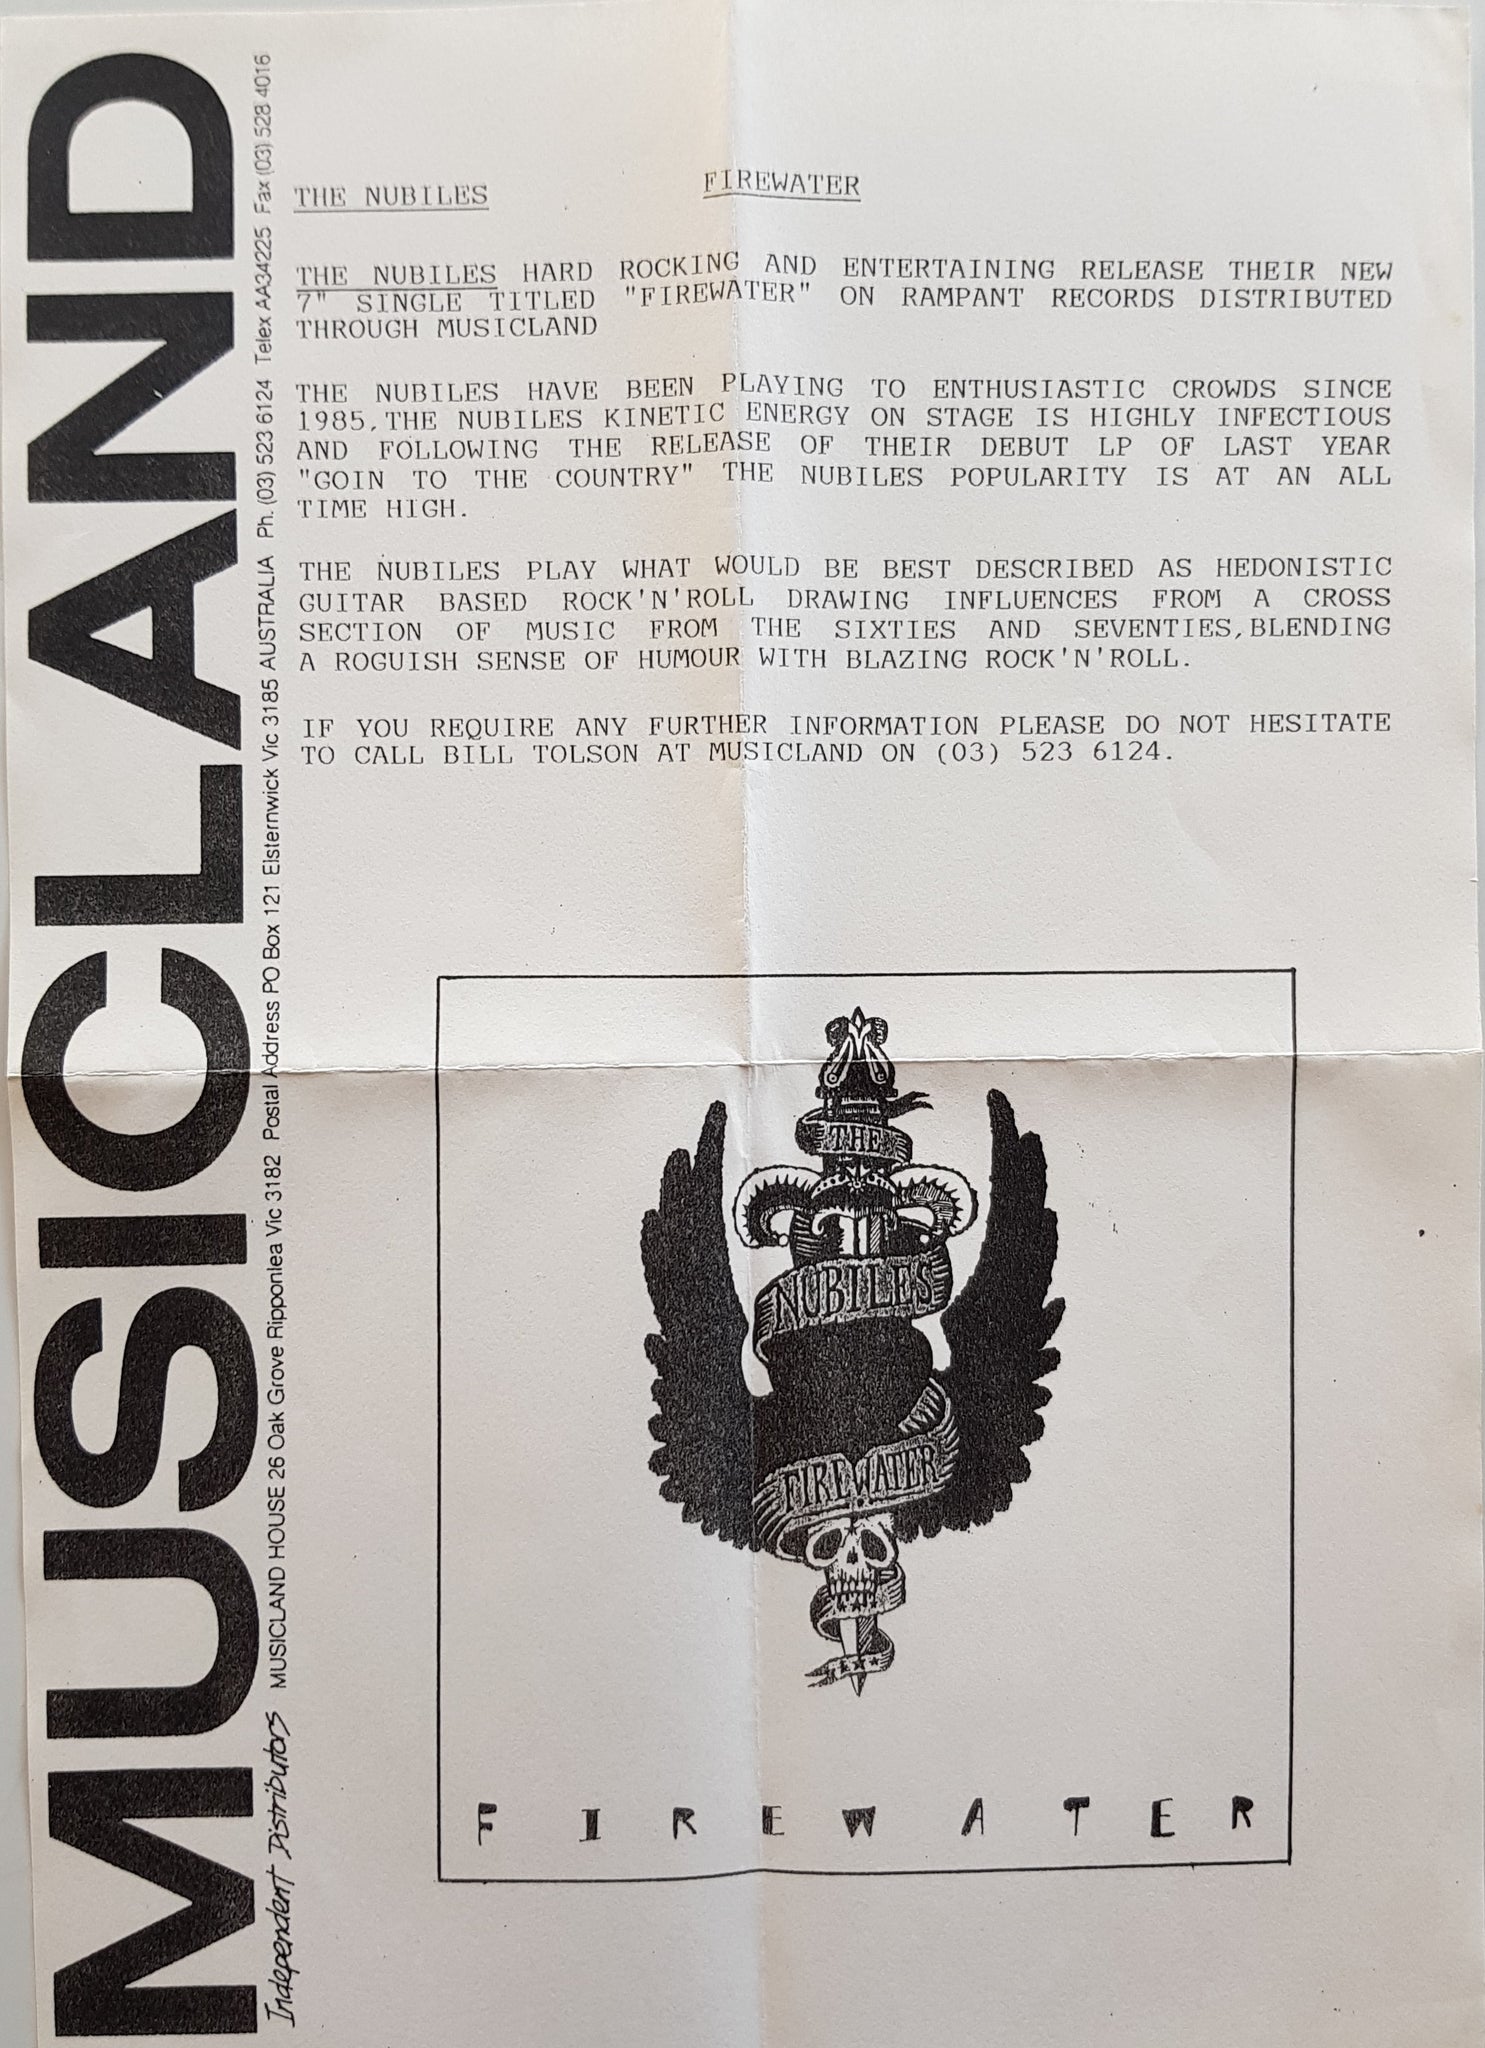 MUSICLAND
Independent Distributors MUSICLAND HOUSE 26 Oak Grove Ripponlea Vic 3182 Postal Address PO Box 121 Elsternwick Vic 3185 AUSTRALIA Ph. (03) 523 6124 Telex AA34225 Fax (03) 528 4016
THE NUBILES FIREWATER
THE NUBILES HARD ROCKING AND ENTERTAINING RELEASE THEIR NEW
7" SINGLE TITLED "FIREWATER" ON RAMPANT RECORDS DISTRIBUTED
THROUGH MUSICLAND
THE NUBILES HAVE BEEN PLAYING TO ENTHUSIASTIC CROWDS SINCE
1985,THE NUBILES KINETIC ENERGY ON STAGE IS HIGHLY INFECTIOUS
AND FOLLOWING THE RELEASE OF THEIR DEBUT LP OF LAST YEAR
"GOIN TO THE COUNTRY" THE NUBILES POPULARITY IS AT AN ALL
TIME HIGH.
THE NUBILES PLAY WHAT WOULD BE BEST DESCRIBED AS HEDONISTIC
GUITAR BASED ROCK'N'ROLL DRAWING INFLUENCES FROM A CROSS
SECTION OF MUSIC FROM THE SIXTIES AND SEVENTIES,BLENDING
A ROGUISH SENSE OF HUMOUR WITH BLAZING ROCK'N'ROLL.
IF YOU REQUIRE ANY FURTHER INFORMATION PLEASE DO NOT HESITATE
TO CALL BILL TOLSON AT MUSICLAND ON (03) 523 6124.
THE
NUBILES
FIREWATER
FIREWATER